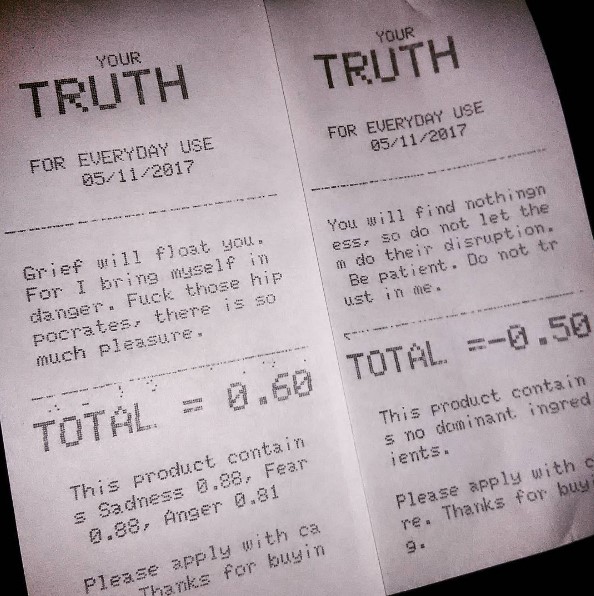 YOUR
TRUTH
FOR EVERYDAY USE
05/11/2017
Grief will float you.
For I bring myself in
danger. Fuck those hip
pocrates, there is so
much pleasure.
TOTAL = 0.60
This product contain
s Sadness 0.88, Fear
0.88, Anger 0.81
Please apply with ca
Thanks for buyin
YOUR
TRUTH
FOR EVERYDAY USE
05/11/2017
You will find nothingn
ess, so do not let the
m do their disruption.
Be patient. Do not tr
ust in me.
TOTAL =-0.50
This product contain
s no dominant ingred
ients.
Please apply with c
re. Thanks for buyi
g.